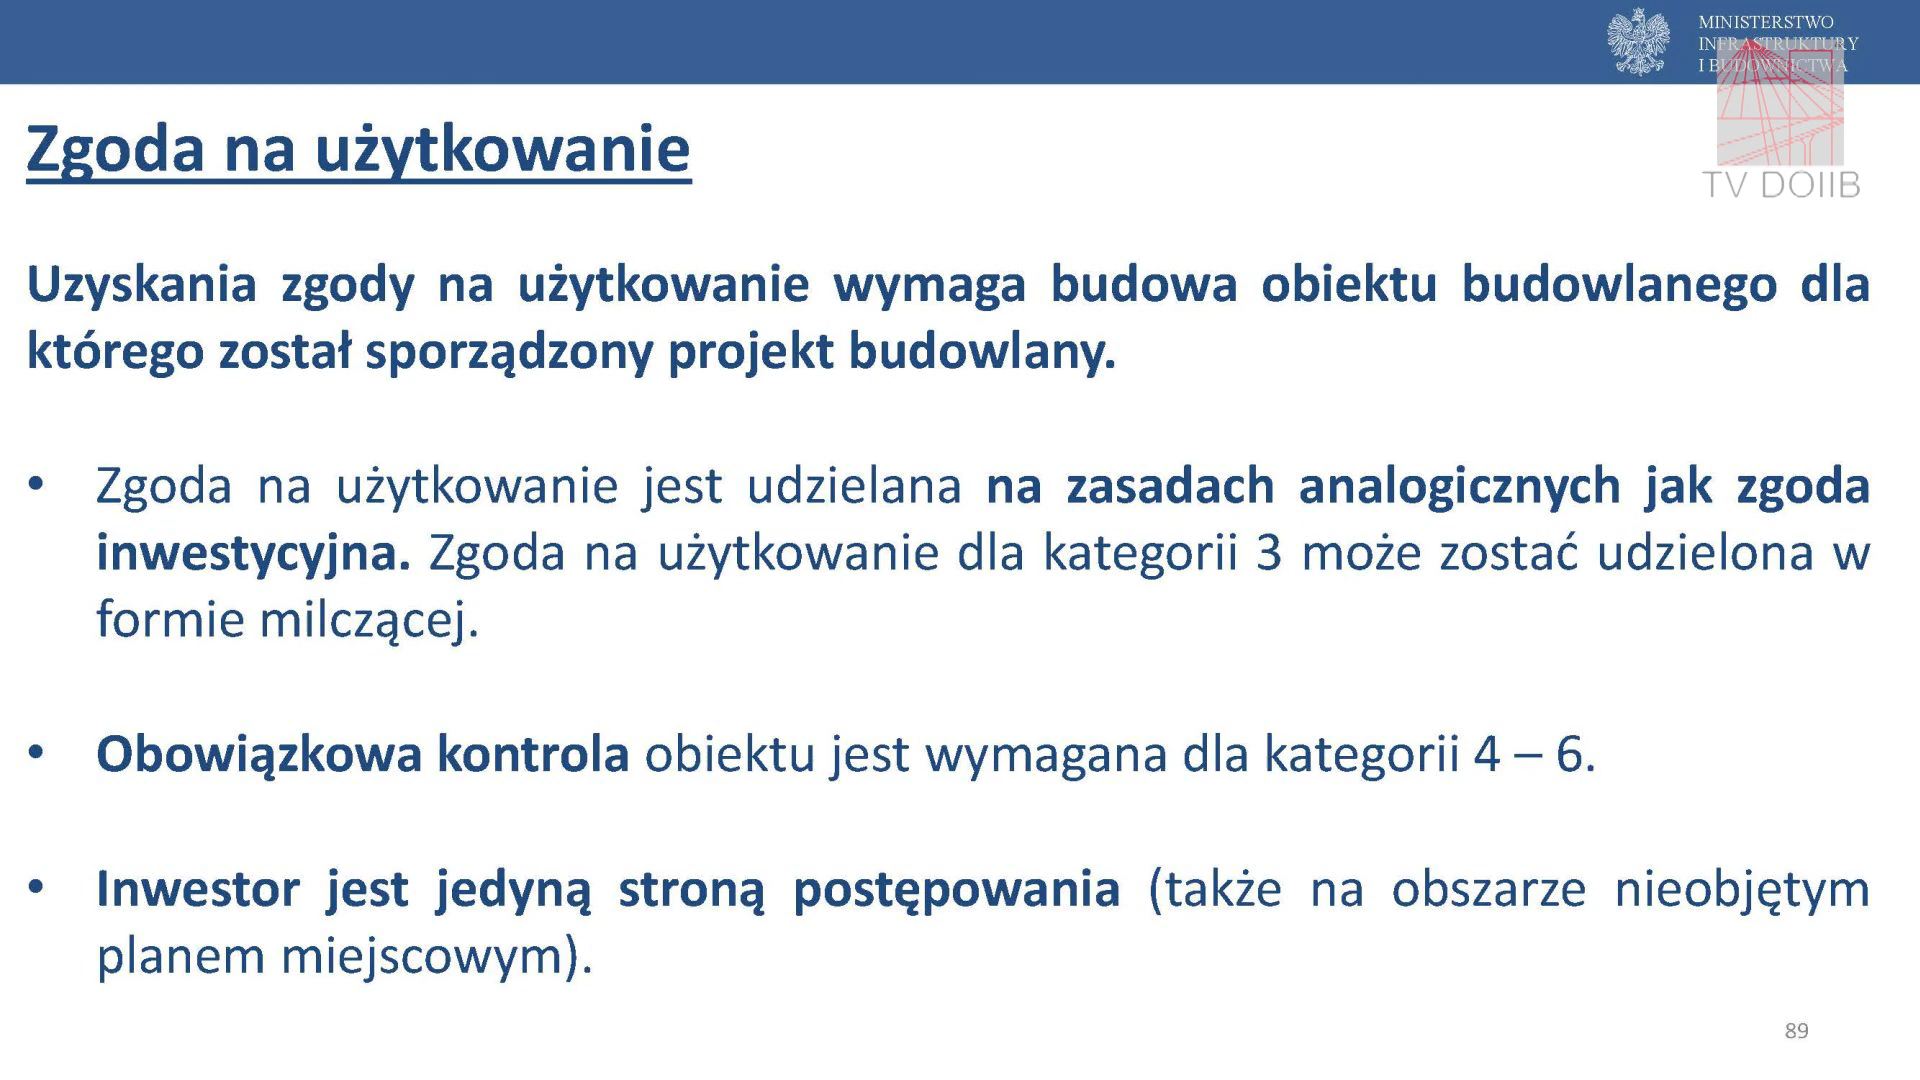 MINISTERSTWO
INFRASTRUKTURY
I BUDOWNICTWA
TV DOIIB
Zgoda na użytkowanie
Uzyskania zgody na użytkowanie wymaga budowa obiektu budowlanego dla
którego został sporządzony projekt budowlany.
• Zgoda na użytkowanie jest udzielana na zasadach analogicznych jak zgoda
inwestycyjna. Zgoda na użytkowanie dla kategorii 3 może zostać udzielona w
formie milczącej.
• Obowiązkowa kontrola obiektu jest wymagana dla kategorii 4 – 6.
• Inwestor jest jedyną stroną postępowania (także na obszarze nieobjętym
planem miejscowym).
89